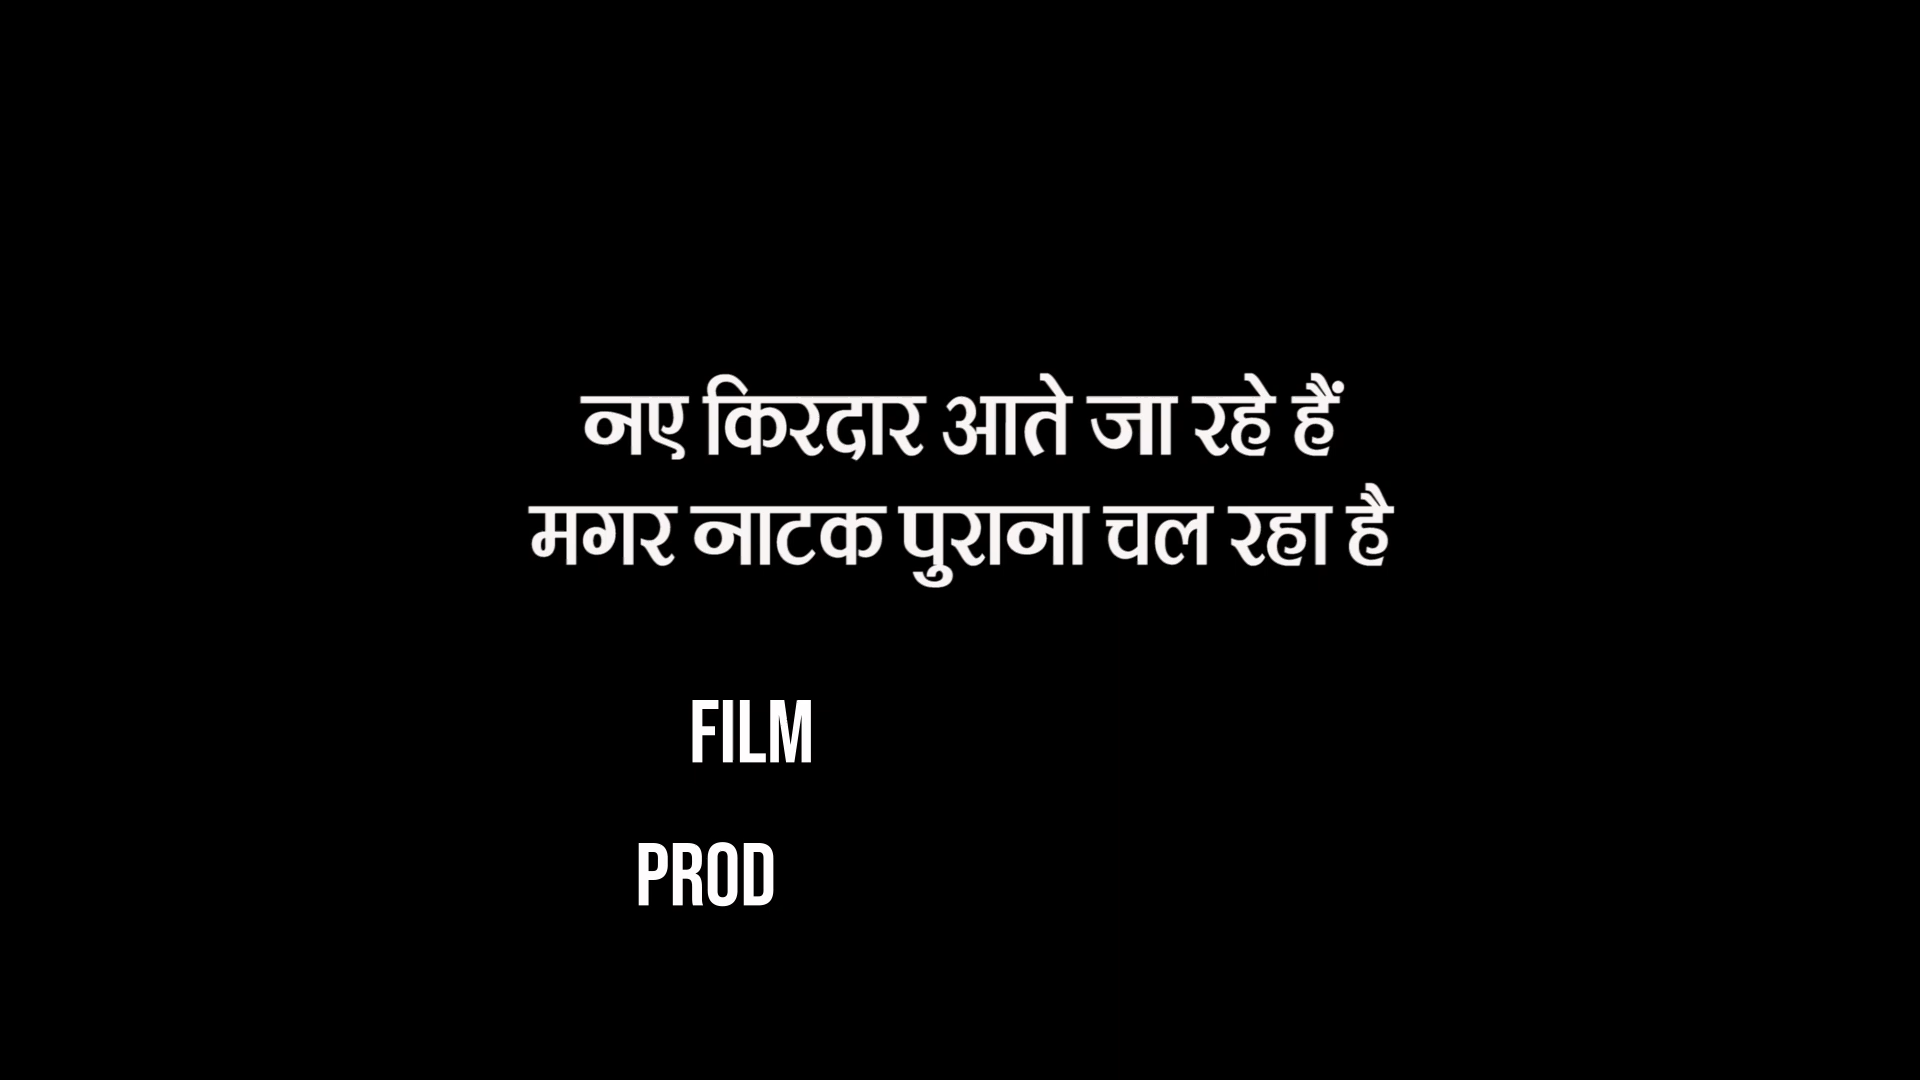 नए किरदार आते जा रहे हैं
मगर नाटक पुराना चल रहा है
FILM
PROD